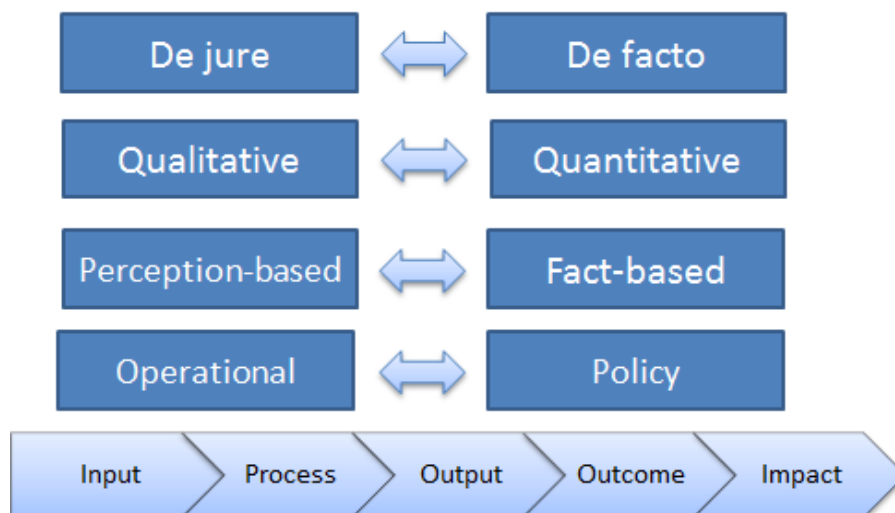 De jure
De facto
Qualitative
Quantitative
Perception-based
Fact-based
Operational
Policy
Input
Process
Output
Outcome
Impact